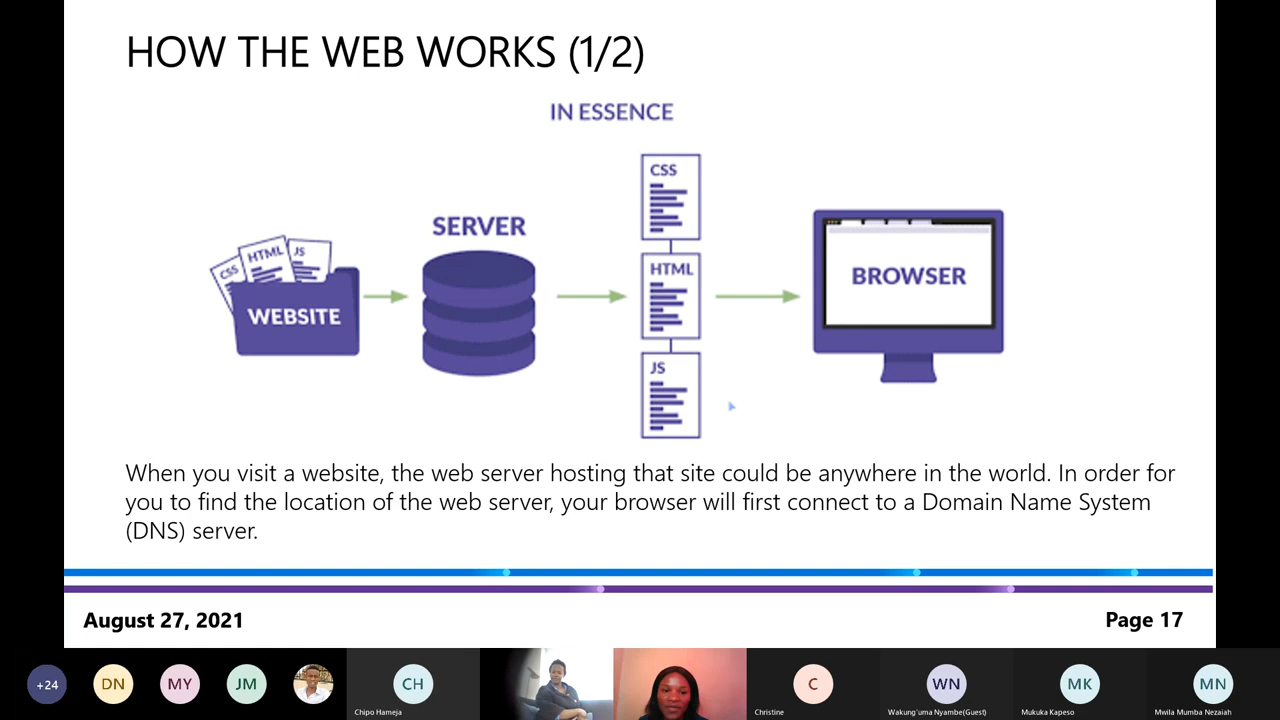 HOW THE WEB WORKS (1/2)
IN ESSENCE
CSS
HTML
JS
WEBSITE
SERVER
CSS
HTML
JS
BROWSER
When you visit a website, the web server hosting that site could be anywhere in the world. In order for
you to find the location of the web server, your browser will first connect to a Domain Name System
(DNS) server.
August 27, 2021
Page 17
+24
DN
MY
JM
CH
Chipo Hameja
C
Christine
WN
Wakung'uma Nyambe(Guest)
MK
Mukuka Kapeso
MN
Mwila Mumba Nezaiah